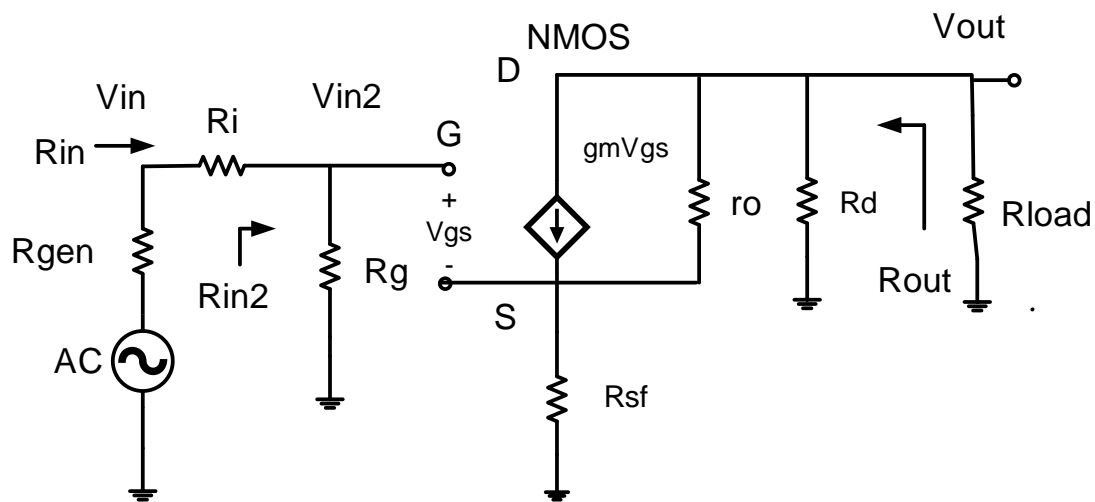 NMOS
Vout
D
Vin
Vin2
Ri
G
gmVgs
Rin
+
Vgs
-
ro
Rd
Rload
Rgen
Rin2
Rg
Rout
S
.
AC
Rsf